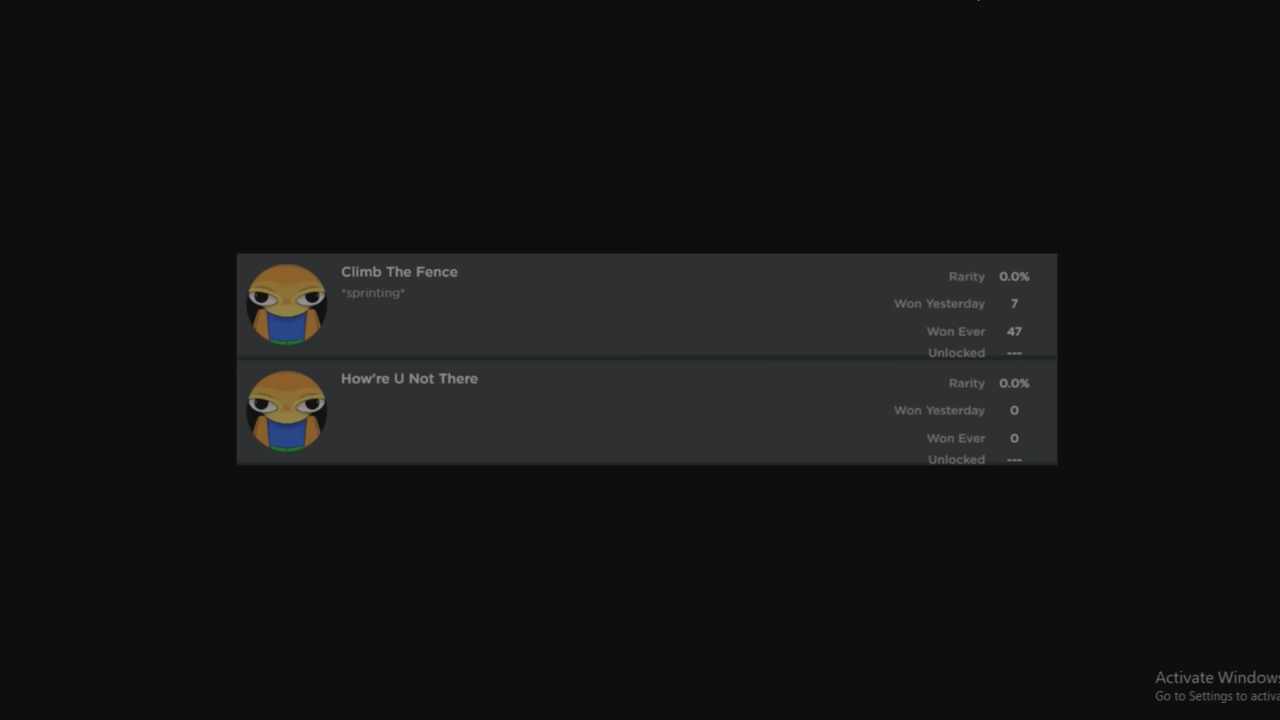 Climb The Fence
*sprinting*
Rarity 0.0%
Won Yesterday 7
Won Ever 47
Unlocked ---
How're U Not There
Rarity 0.0%
Won Yesterday 0
Won Ever 0
Unlocked ---
Activate Windows
Go to Settings to activa